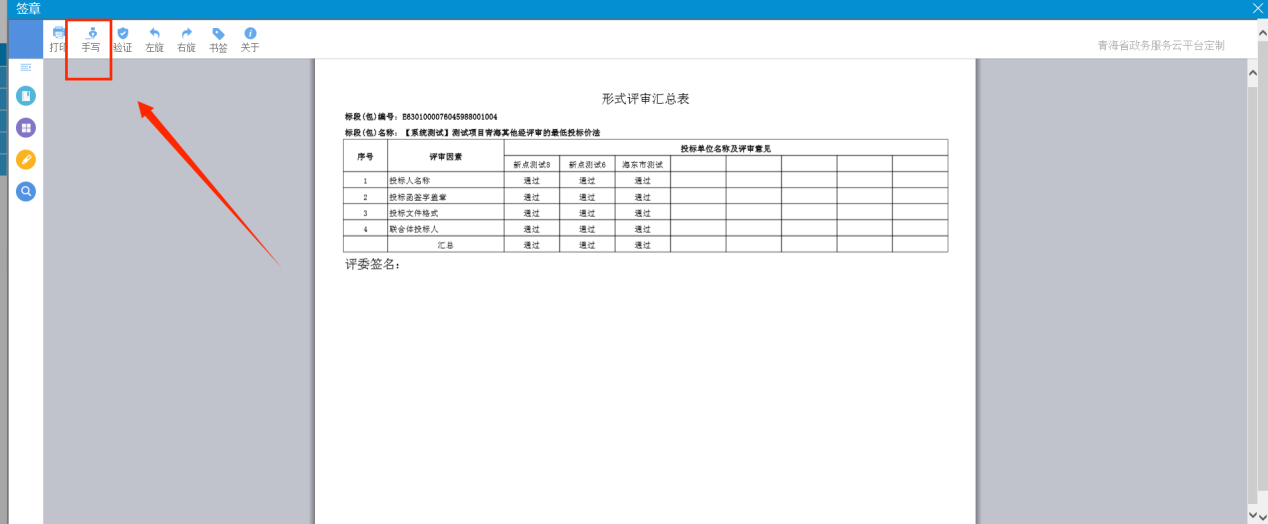 签章
打印 手写 验证 左旋 右旋 书签 关于
青海省政务服务云平台定制
形式评审汇总表
标段(包)编号: E6301000076045988001004
标段(包)名称: 【系统测试】测试项目青海其他经评审的最低投标价法
序号 评审因素 投标单位名称及评审意见
新点测试3 新点测试6 海东市测试
1 投标人名称 通过 通过 通过
2 投标函签字盖章 通过 通过 通过
3 投标文件格式 通过 通过 通过
4 联合体投标人 通过 通过 通过
汇总 通过 通过 通过
评委签名: